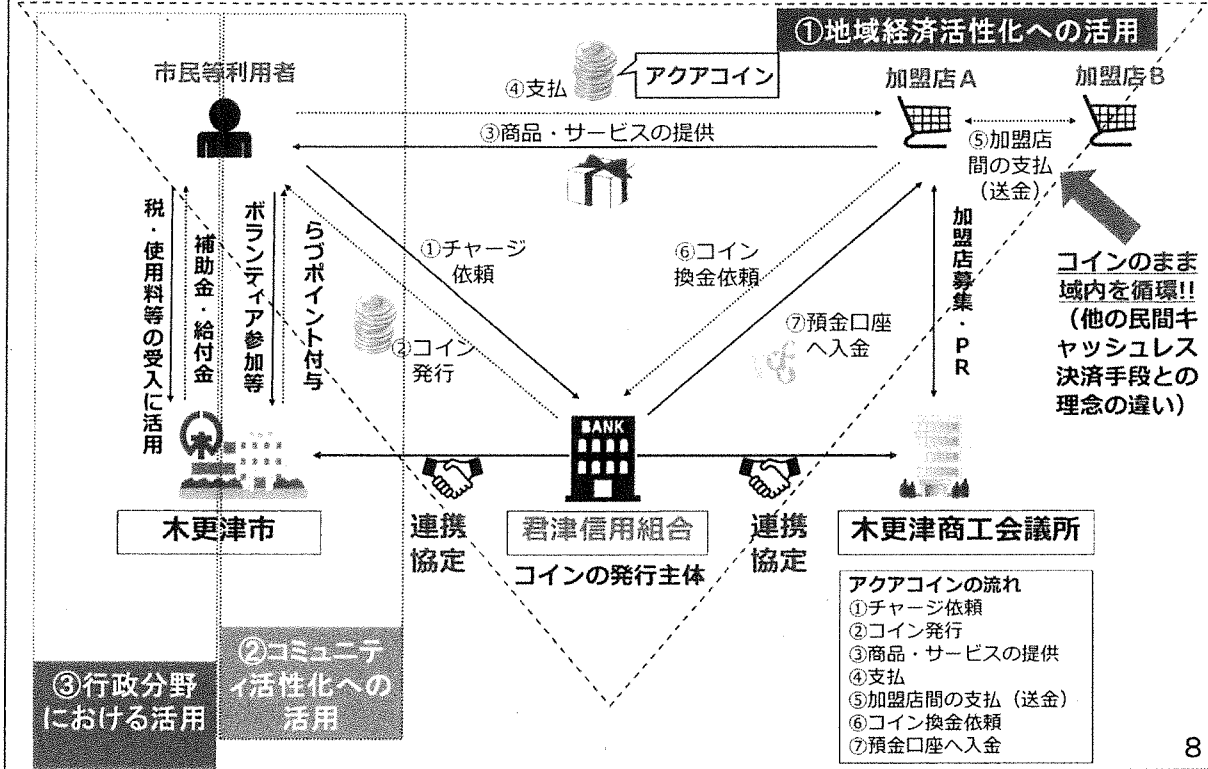 ①地域経済活性化への活用
市民等利用者
④支払
アクアコイン
加盟店A
加盟店B
③商品・サービスの提供
⑤加盟店
間の支払
(送金)
税・使用料等の受入に活用
補助金・給付金
ボランティア参加等
らづポイント付与
①チャージ
依頼
②コイン
発行
⑥コイン
換金依頼
⑦預金口座
へ入金
加盟店募集・PR
コインのまま
域内を循環!!
(他の民間キ
ャッシュレス
決済手段との
理念の違い)
BANK
木更津市
連携
協定
君津信用組合
コインの発行主体
連携
協定
木更津商工会議所
アクアコインの流れ
①チャージ依頼
②コイン発行
③商品・サービスの提供
④支払
⑤加盟店間の支払(送金)
⑥コイン換金依頼
⑦預金口座へ入金
③行政分野
における活用
②コミュニテ
ィ活性化への
活用
8